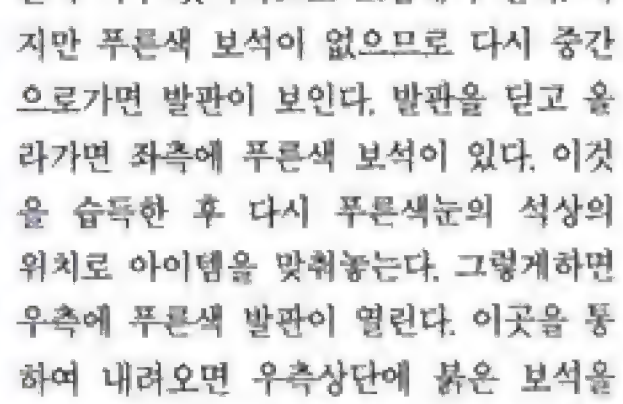 지만 푸른색 보석이 없으므로 다시 중간
으로가면 발판이 보인다. 발판을 딛고 올
라가면 좌측에 푸른색 보석이 있다. 이것
을 습득한 후 다시 푸른색눈의 석상의
위치로 아이템을 맞춰놓는다. 그렇게하면
우측에 푸른색 발판이 열린다. 이곳을 통
하여 내려오면 우측상단에 붉은 보석을